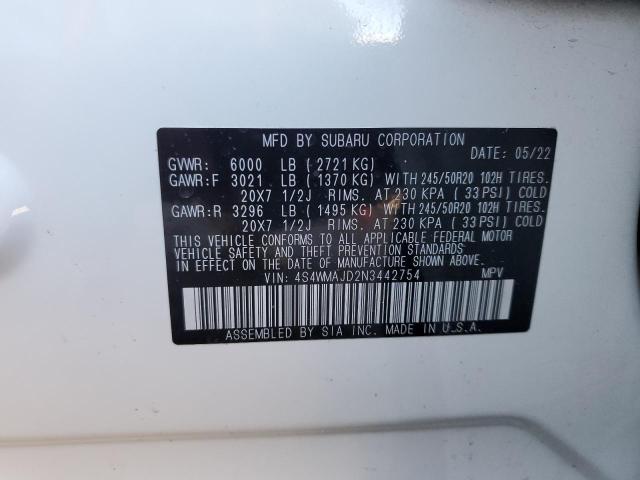 MFD BY SUBARU CORPORATION
DATE: 05/22
GVWR: 6000 LB (2721 KG)
GAWR:F 3021 LB (1370 KG) WITH 245/50R20 102H TIRES.
20X7 1/2J RIMS. AT 230 KPA (33 PSI) COLD
GAWR:R 3296 LB (1495 KG) WITH 245/50R20 102H TIRES.
20X7 1/2J RIMS. AT 230 KPA (33 PSI) COLD
THIS VEHICLE CONFORMS TO ALL APPLICABLE FEDERAL MOTOR
VEHICLE SAFETY AND THEFT PREVENTION STANDARDS
IN EFFECT ON THE DATE OF MANUFACTURE SHOWN ABOVE.
VIN: 4S4WMAJD2N3442754 MPV
ASSEMBLED BY SIA INC. MADE IN U.S.A.